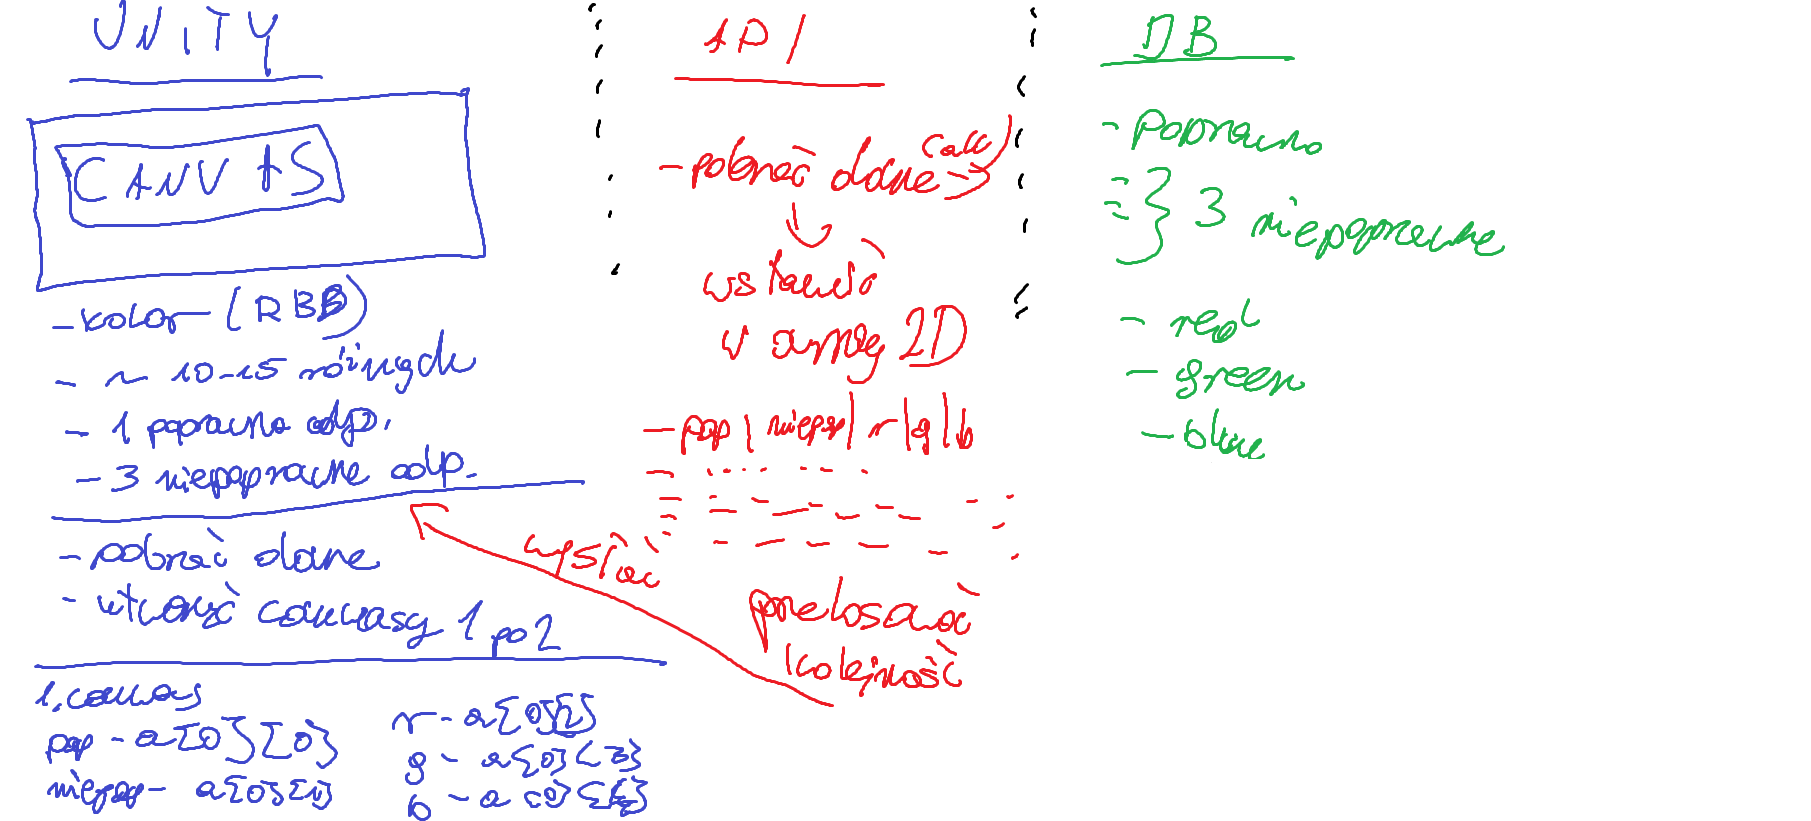 UNITY
CANVAS
- kolor (RBB)
- ~ 10-15 różnych
- 1 poprawna odp.
- 3 niepoprawne odp.
- pobrać dane
- utworzyć canvasy 1 po 2
1. canvas
pop - a[0][0]
niepop - a[0][1]
r - a[0][2]
g - a[0][3]
b - a[0][4]
API
- pobrać dane (całe)
wstawić
w array 2D
- pop | niepop | r | g | b
wysłać
przelosować
kolejność
DB
- poprawna
3 niepoprawne
- red
- green
- blue